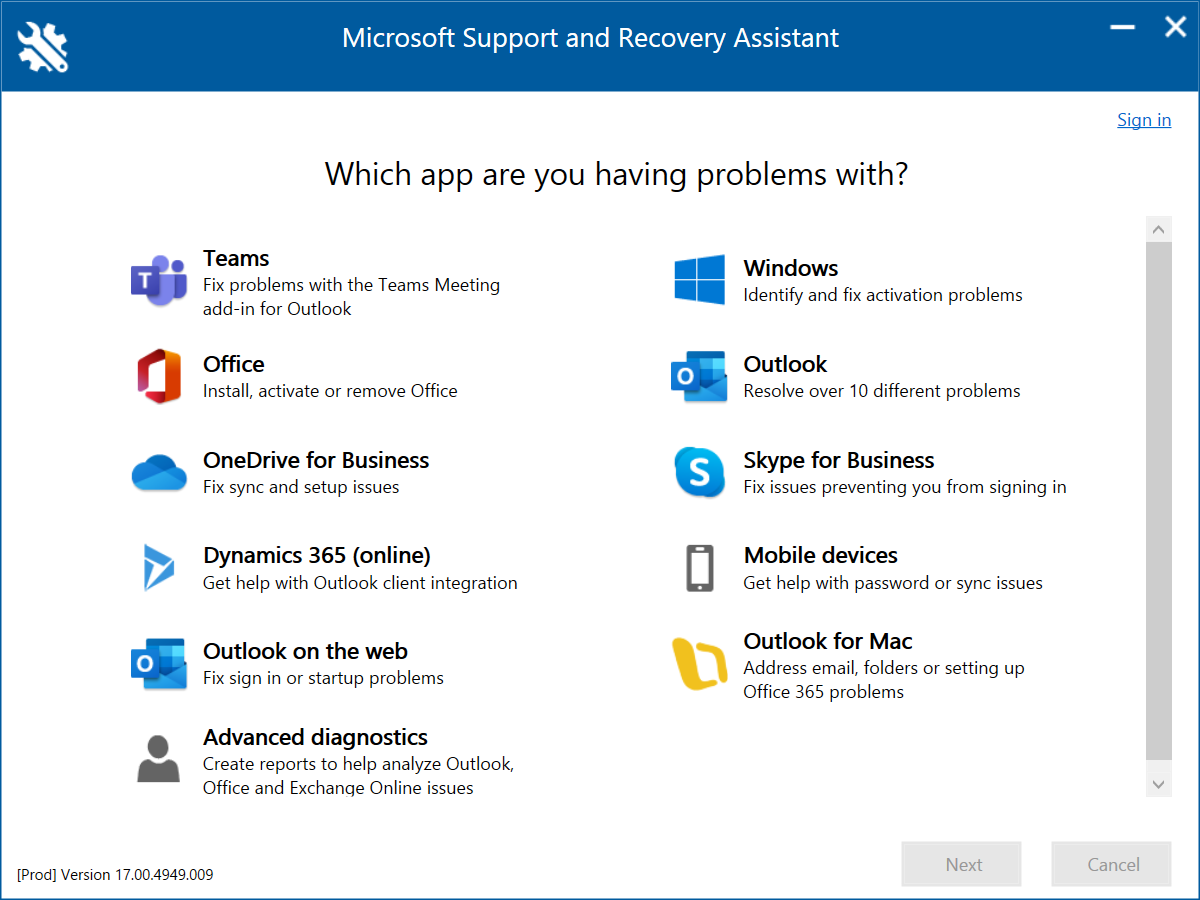 Microsoft Support and Recovery Assistant
Sign in
Which app are you having problems with?
T
Teams
Fix problems with the Teams Meeting
add-in for Outlook
Windows
Identify and fix activation problems
Office
Install, activate or remove Office
O
Outlook
Resolve over 10 different problems
OneDrive for Business
Fix sync and setup issues
S
Skype for Business
Fix issues preventing you from signing in
Dynamics 365 (online)
Get help with Outlook client integration
Mobile devices
Get help with password or sync issues
O
Outlook on the web
Fix sign in or startup problems
Outlook for Mac
Address email, folders or setting up
Office 365 problems
Advanced diagnostics
Create reports to help analyze Outlook,
Office and Exchange Online issues
[Prod] Version 17.00.4949.009
Next
Cancel